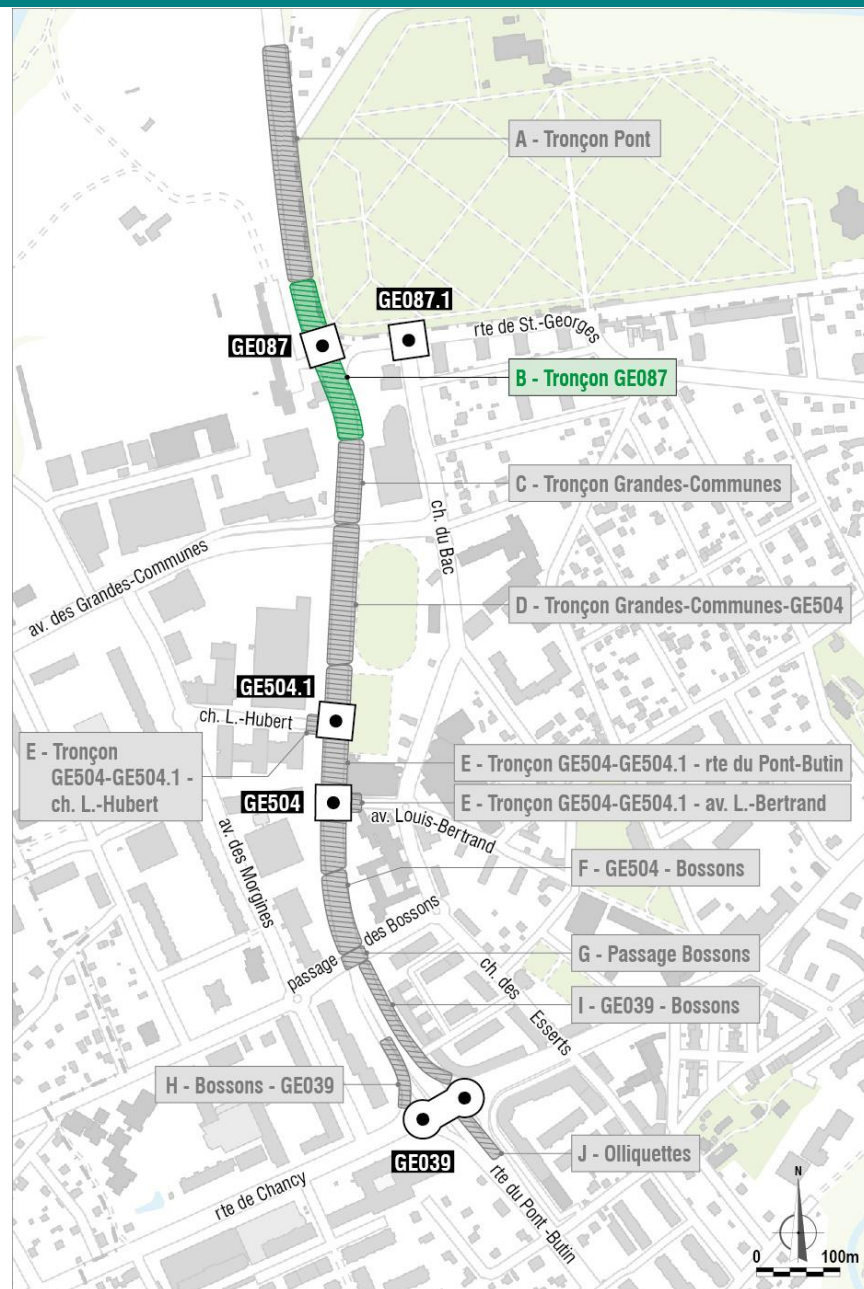 A - Tronçon Pont
GE087.1
GE087
rte de St.-Georges
B - Tronçon GE087
C - Tronçon Grandes-Communes
ch. du Bac
av. des Grandes-Communes
D - Tronçon Grandes-Communes-GE504
GE504.1
ch. L.-Hubert
E - Tronçon
GE504-GE504.1 -
ch. L.-Hubert
E - Tronçon GE504-GE504.1 - rte du Pont-Butin
GE504
E - Tronçon GE504-GE504.1 - av. L.-Bertrand
av. Louis-Bertrand
av. des Morgines
F - GE504 - Bossons
passage des Bossons
G - Passage Bossons
ch. des Esserts
I - GE039 - Bossons
H - Bossons - GE039
GE039
J - Olliquettes
rte de Chancy
rte du Pont -Butin
N
0 100m